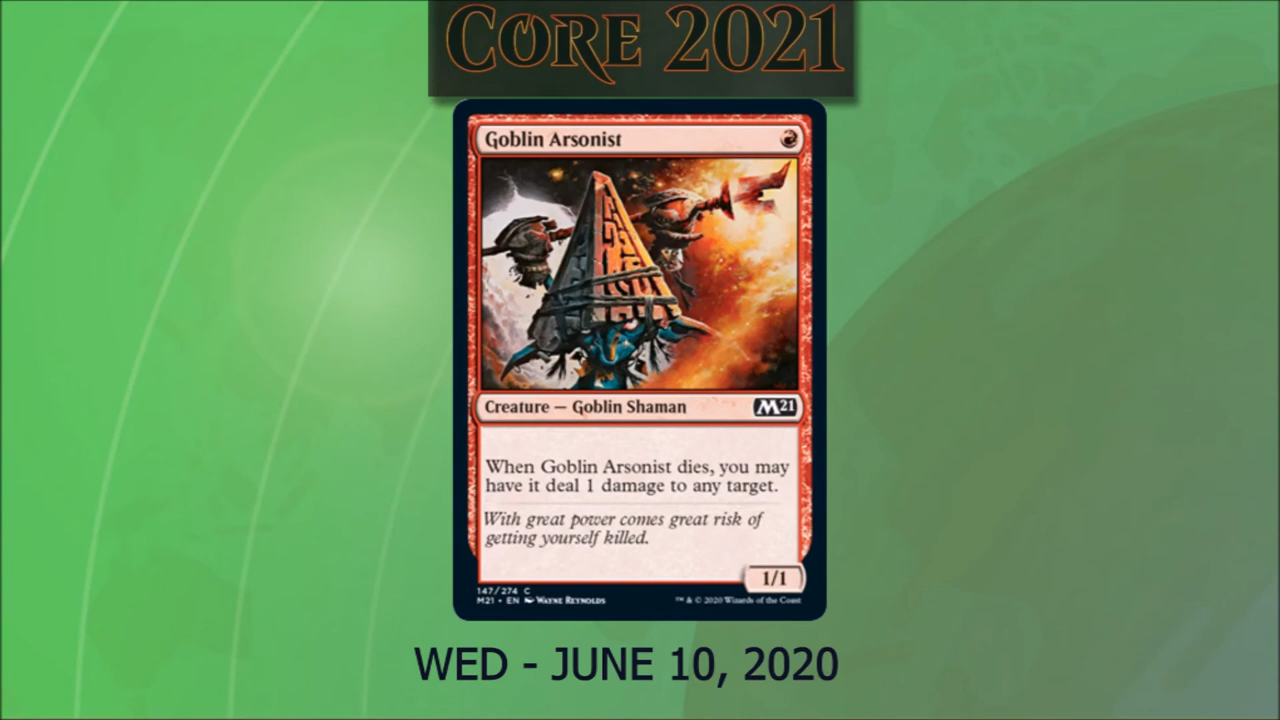 CORE 2021
Goblin Arsonist
Creature — Goblin Shaman
M21
When Goblin Arsonist dies, you may
have it deal 1 damage to any target.
With great power comes great risk of
getting yourself killed.
1/1
147/274 C
M21 • EN Wayne Reynolds
™ & © 2020 Wizards of the Coast
WED - JUNE 10, 2020